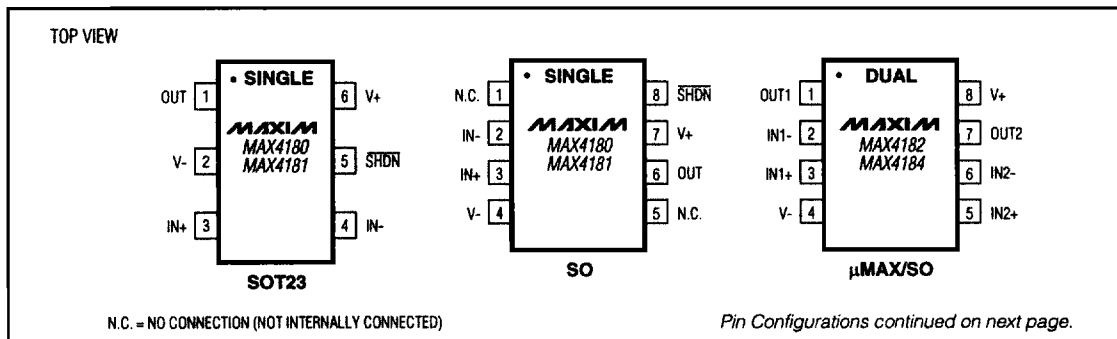 TOP VIEW
• SINGLE
OUT 1
6 V+
MAXIM
MAX4180
MAX4181
V- 2
5 SHDN
IN+ 3
4 IN-
SOT23
• SINGLE
N.C. 1
8 SHDN
MAXIM
MAX4180
MAX4181
IN- 2
7 V+
IN+ 3
6 OUT
V- 4
5 N.C.
SO
• DUAL
OUT1 1
8 V+
MAXIM
MAX4182
MAX4184
IN1- 2
7 OUT2
IN1+ 3
6 IN2-
V- 4
5 IN2+
μMAX/SO
N.C. = NO CONNECTION (NOT INTERNALLY CONNECTED)
Pin Configurations continued on next page.